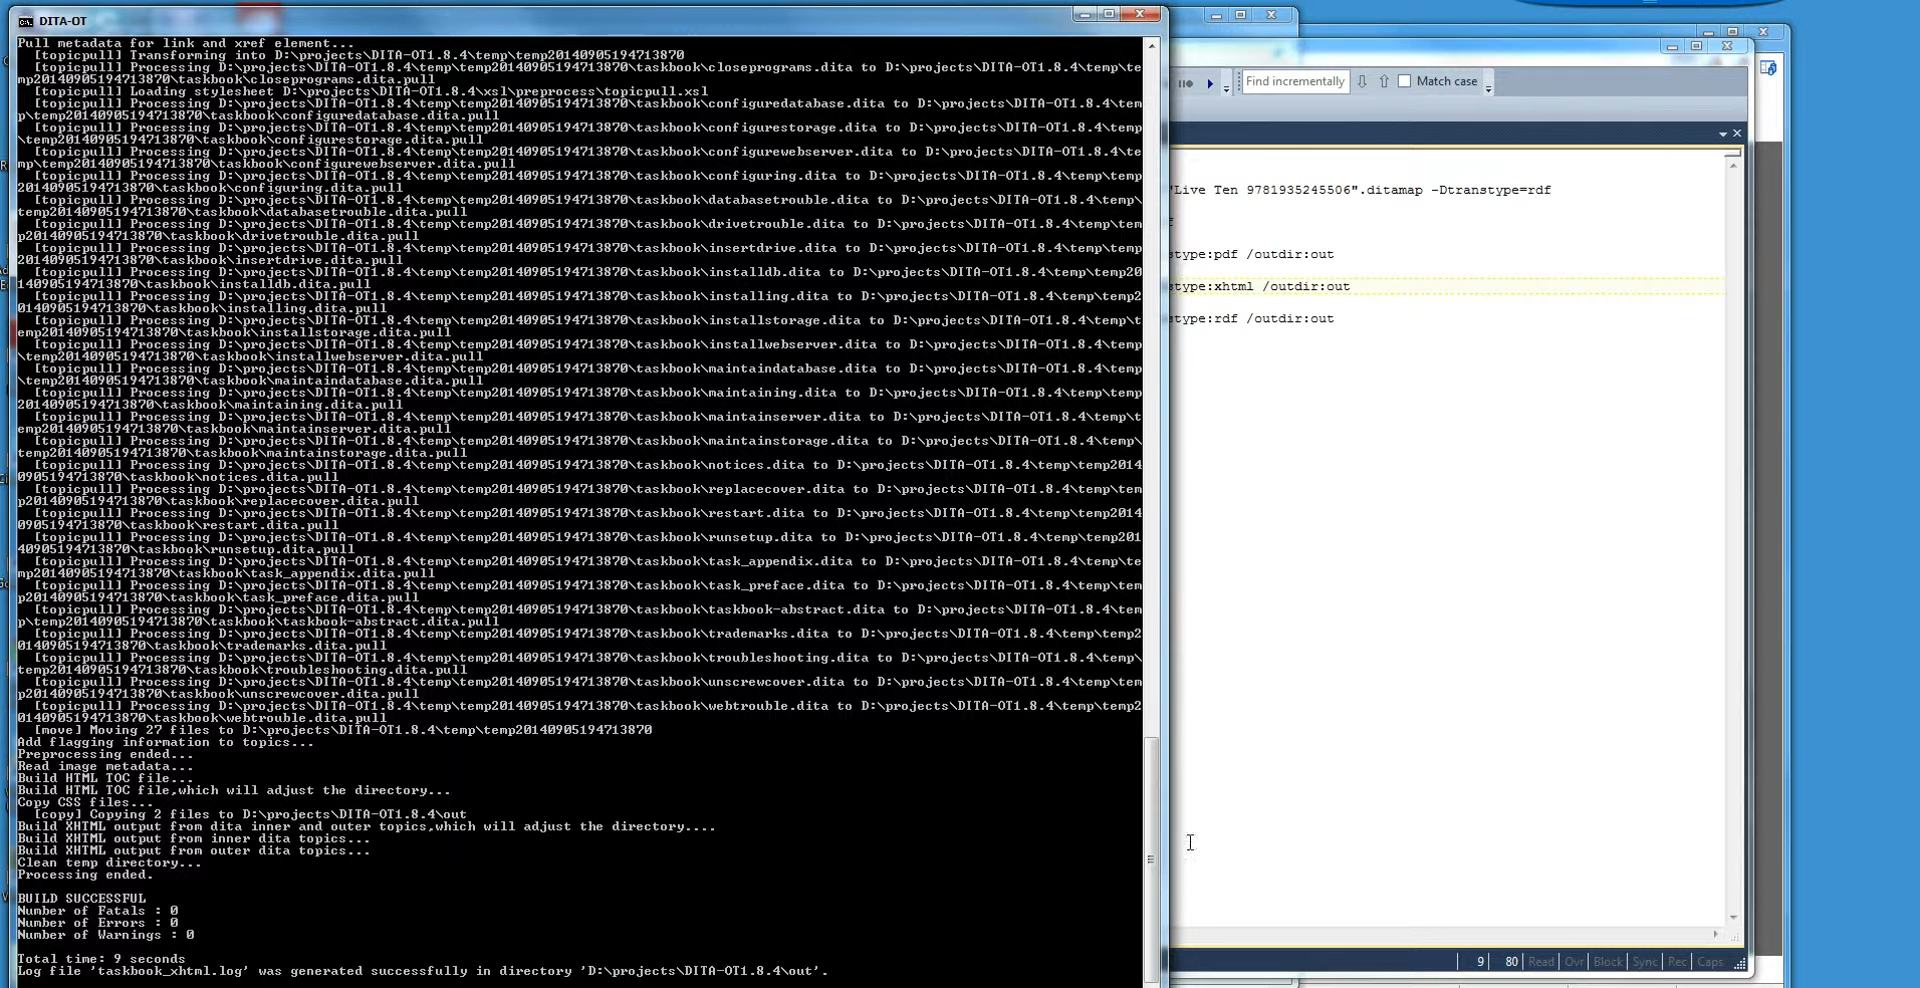 DITA-OT
Pull metadata for link and xref element...
[topicpull] Transforming into D:\projects\DITA-OT1.8.4\temp\temp20140905194713870
[topicpull] Processing D:\projects\DITA-OT1.8.4\temp\temp20140905194713870\taskbook\closeprograms.dita to D:\projects\DITA-OT1.8.4\temp\te
mp20140905194713870\taskbook\closeprograms.dita.pull
[topicpull] Loading stylesheet D:\projects\DITA-OT1.8.4\xsl\preprocess\topicpull.xsl
[topicpull] Processing D:\projects\DITA-OT1.8.4\temp\temp20140905194713870\taskbook\configuredatabase.dita to D:\projects\DITA-OT1.8.4\tem
p\temp20140905194713870\taskbook\configuredatabase.dita.pull
[topicpull] Processing D:\projects\DITA-OT1.8.4\temp\temp20140905194713870\taskbook\configurestorage.dita to D:\projects\DITA-OT1.8.4\temp
\temp20140905194713870\taskbook\configurestorage.dita.pull
[topicpull] Processing D:\projects\DITA-OT1.8.4\temp\temp20140905194713870\taskbook\configurewebserver.dita to D:\projects\DITA-OT1.8.4\te
mp\temp20140905194713870\taskbook\configurewebserver.dita.pull
[topicpull] Processing D:\projects\DITA-OT1.8.4\temp\temp20140905194713870\taskbook\configuring.dita to D:\projects\DITA-OT1.8.4\temp\temp
20140905194713870\taskbook\configuring.dita.pull
[topicpull] Processing D:\projects\DITA-OT1.8.4\temp\temp20140905194713870\taskbook\databasetrouble.dita to D:\projects\DITA-OT1.8.4\temp\
temp20140905194713870\taskbook\databasetrouble.dita.pull
[topicpull] Processing D:\projects\DITA-OT1.8.4\temp\temp20140905194713870\taskbook\drivetrouble.dita to D:\projects\DITA-OT1.8.4\temp\tem
p20140905194713870\taskbook\drivetrouble.dita.pull
[topicpull] Processing D:\projects\DITA-OT1.8.4\temp\temp20140905194713870\taskbook\insertdrive.dita to D:\projects\DITA-OT1.8.4\temp\temp
20140905194713870\taskbook\insertdrive.dita.pull
[topicpull] Processing D:\projects\DITA-OT1.8.4\temp\temp20140905194713870\taskbook\installdb.dita to D:\projects\DITA-OT1.8.4\temp\temp20
140905194713870\taskbook\installdb.dita.pull
[topicpull] Processing D:\projects\DITA-OT1.8.4\temp\temp20140905194713870\taskbook\installing.dita to D:\projects\DITA-OT1.8.4\temp\temp2
0140905194713870\taskbook\installing.dita.pull
[topicpull] Processing D:\projects\DITA-OT1.8.4\temp\temp20140905194713870\taskbook\installstorage.dita to D:\projects\DITA-OT1.8.4\temp\t
emp20140905194713870\taskbook\installstorage.dita.pull
[topicpull] Processing D:\projects\DITA-OT1.8.4\temp\temp20140905194713870\taskbook\installwebserver.dita to D:\projects\DITA-OT1.8.4\temp
\temp20140905194713870\taskbook\installwebserver.dita.pull
[topicpull] Processing D:\projects\DITA-OT1.8.4\temp\temp20140905194713870\taskbook\maintaindatabase.dita to D:\projects\DITA-OT1.8.4\temp
\temp20140905194713870\taskbook\maintaindatabase.dita.pull
[topicpull] Processing D:\projects\DITA-OT1.8.4\temp\temp20140905194713870\taskbook\maintaining.dita to D:\projects\DITA-OT1.8.4\temp\temp
20140905194713870\taskbook\maintaining.dita.pull
[topicpull] Processing D:\projects\DITA-OT1.8.4\temp\temp20140905194713870\taskbook\maintainserver.dita to D:\projects\DITA-OT1.8.4\temp\t
emp20140905194713870\taskbook\maintainserver.dita.pull
[topicpull] Processing D:\projects\DITA-OT1.8.4\temp\temp20140905194713870\taskbook\maintainstorage.dita to D:\projects\DITA-OT1.8.4\temp\
temp20140905194713870\taskbook\maintainstorage.dita.pull
[topicpull] Processing D:\projects\DITA-OT1.8.4\temp\temp20140905194713870\taskbook\notices.dita to D:\projects\DITA-OT1.8.4\temp\temp2014
0905194713870\taskbook\notices.dita.pull
[topicpull] Processing D:\projects\DITA-OT1.8.4\temp\temp20140905194713870\taskbook\replacecover.dita to D:\projects\DITA-OT1.8.4\temp\tem
p20140905194713870\taskbook\replacecover.dita.pull
[topicpull] Processing D:\projects\DITA-OT1.8.4\temp\temp20140905194713870\taskbook\restart.dita to D:\projects\DITA-OT1.8.4\temp\temp2014
0905194713870\taskbook\restart.dita.pull
[topicpull] Processing D:\projects\DITA-OT1.8.4\temp\temp20140905194713870\taskbook\runsetup.dita to D:\projects\DITA-OT1.8.4\temp\temp201
40905194713870\taskbook\runsetup.dita.pull
[topicpull] Processing D:\projects\DITA-OT1.8.4\temp\temp20140905194713870\taskbook\task_appendix.dita to D:\projects\DITA-OT1.8.4\temp\te
mp20140905194713870\taskbook\task_appendix.dita.pull
[topicpull] Processing D:\projects\DITA-OT1.8.4\temp\temp20140905194713870\taskbook\task_preface.dita to D:\projects\DITA-OT1.8.4\temp\tem
p20140905194713870\taskbook\task_preface.dita.pull
[topicpull] Processing D:\projects\DITA-OT1.8.4\temp\temp20140905194713870\taskbook\taskbook-abstract.dita to D:\projects\DITA-OT1.8.4\tem
p\temp20140905194713870\taskbook\taskbook-abstract.dita.pull
[topicpull] Processing D:\projects\DITA-OT1.8.4\temp\temp20140905194713870\taskbook\trademarks.dita to D:\projects\DITA-OT1.8.4\temp\temp2
0140905194713870\taskbook\trademarks.dita.pull
[topicpull] Processing D:\projects\DITA-OT1.8.4\temp\temp20140905194713870\taskbook\troubleshooting.dita to D:\projects\DITA-OT1.8.4\temp\
temp20140905194713870\taskbook\troubleshooting.dita.pull
[topicpull] Processing D:\projects\DITA-OT1.8.4\temp\temp20140905194713870\taskbook\unscrewcover.dita to D:\projects\DITA-OT1.8.4\temp\tem
p20140905194713870\taskbook\unscrewcover.dita.pull
[topicpull] Processing D:\projects\DITA-OT1.8.4\temp\temp20140905194713870\taskbook\webtrouble.dita to D:\projects\DITA-OT1.8.4\temp\temp2
0140905194713870\taskbook\webtrouble.dita.pull
[move] Moving 27 files to D:\projects\DITA-OT1.8.4\temp\temp20140905194713870
Add flagging information to topics...
Preprocessing ended...
Read image metadata...
Build HTML TOC file...
Build HTML TOC file,which will adjust the directory...
Copy CSS files...
[copy] Copying 2 files to D:\projects\DITA-OT1.8.4\out
Build XHTML output from dita inner and outer topics,which will adjust the directory....
Build XHTML output from inner dita topics...
Build XHTML output from outer dita topics...
Clean temp directory...
Processing ended.
BUILD SUCCESSFUL
Number of Fatals : 0
Number of Errors : 0
Number of Warnings : 0
Total time: 9 seconds
Log file 'taskbook_xhtml.log' was generated successfully in directory 'D:\projects\DITA-OT1.8.4\out'.
Find incrementally
Match case
"Live Ten 9781935245506".ditamap -Dtranstype=rdf
f
stype:pdf /outdir:out
stype:xhtml /outdir:out
stype:rdf /outdir:out
9 80 Read Ovr Block Sync Rec Caps